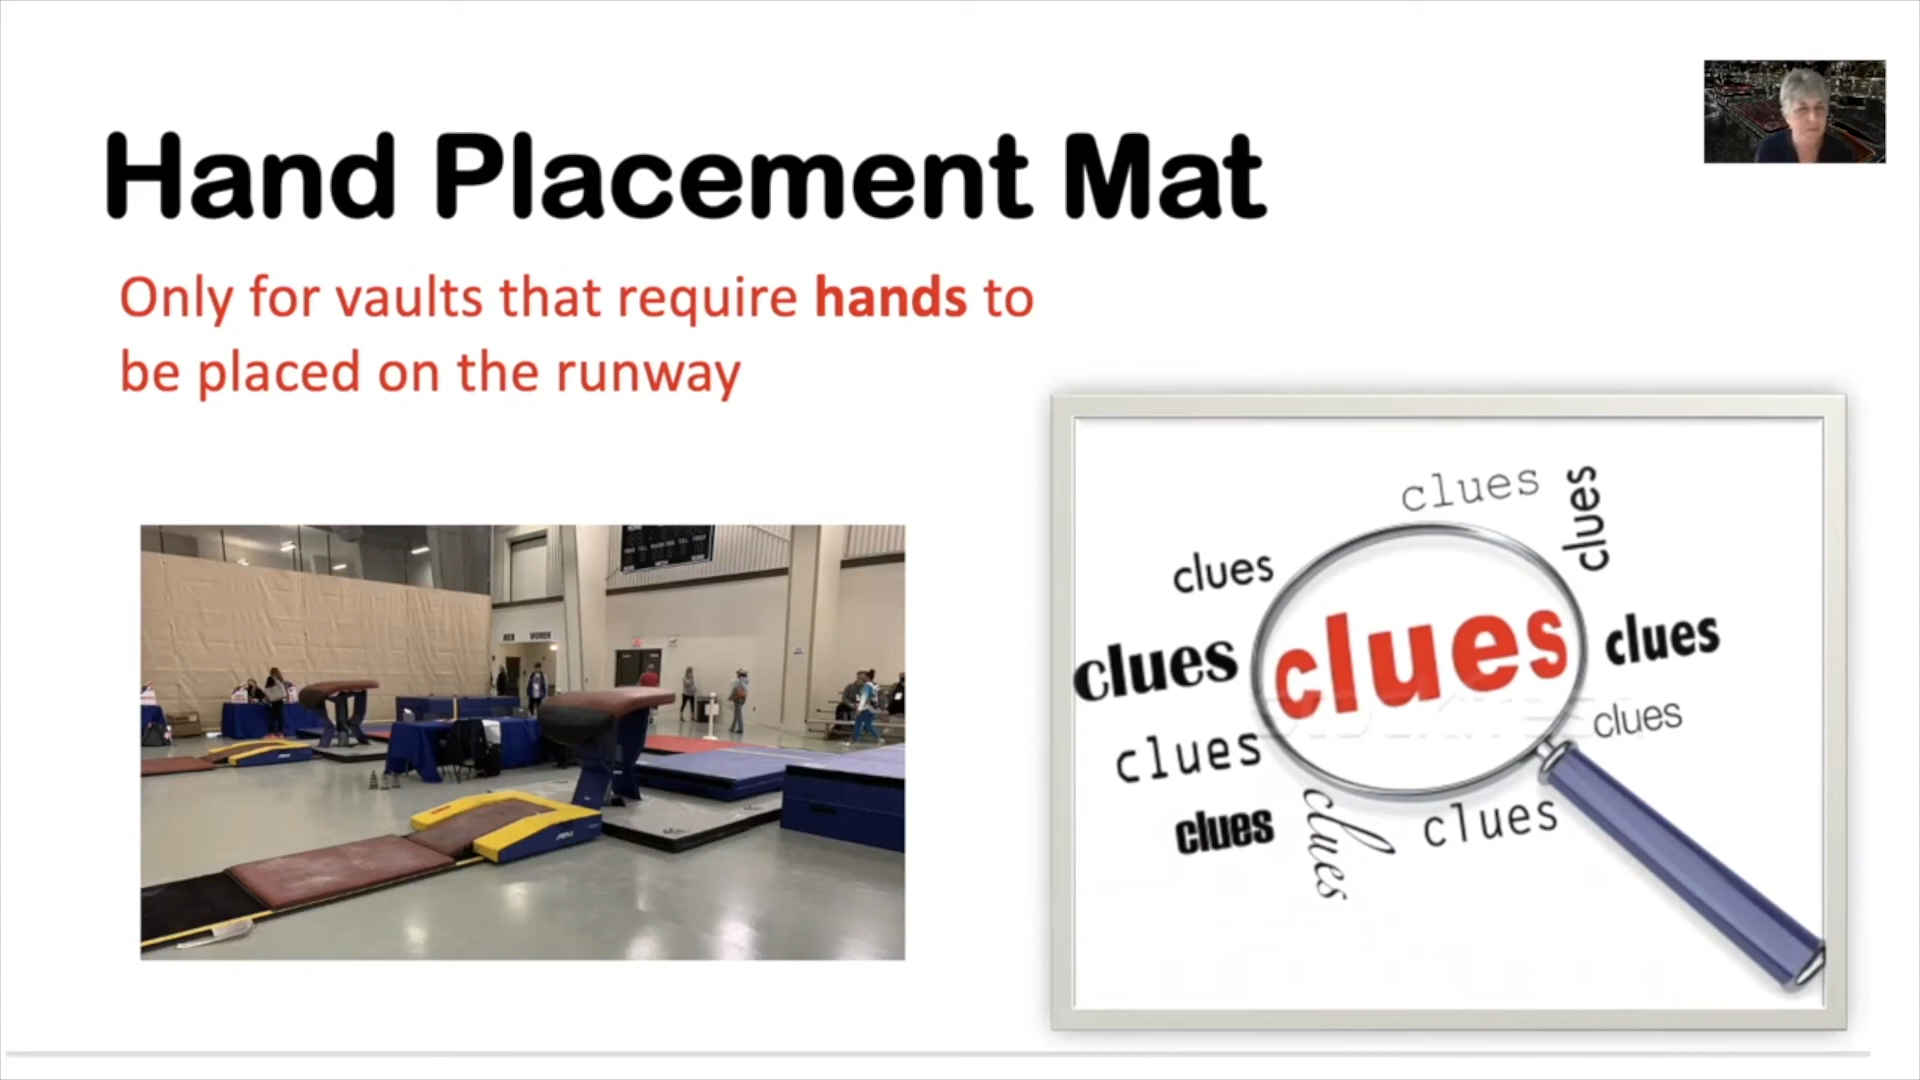 Hand Placement Mat
Only for vaults that require hands to
be placed on the runway
MEN WOMEN
clues
clues
clues
clues
clues
clues
clues
clues
clues
clues
clues